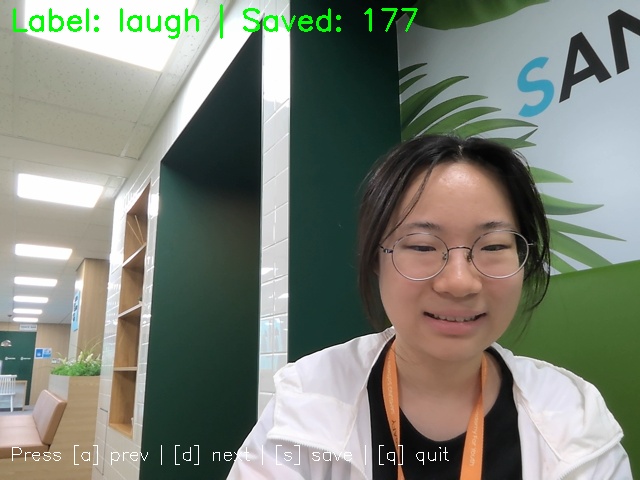 Label: laugh | Saved: 177
SAN
Press [a] prev | [d] next | [s] save | [q] quit